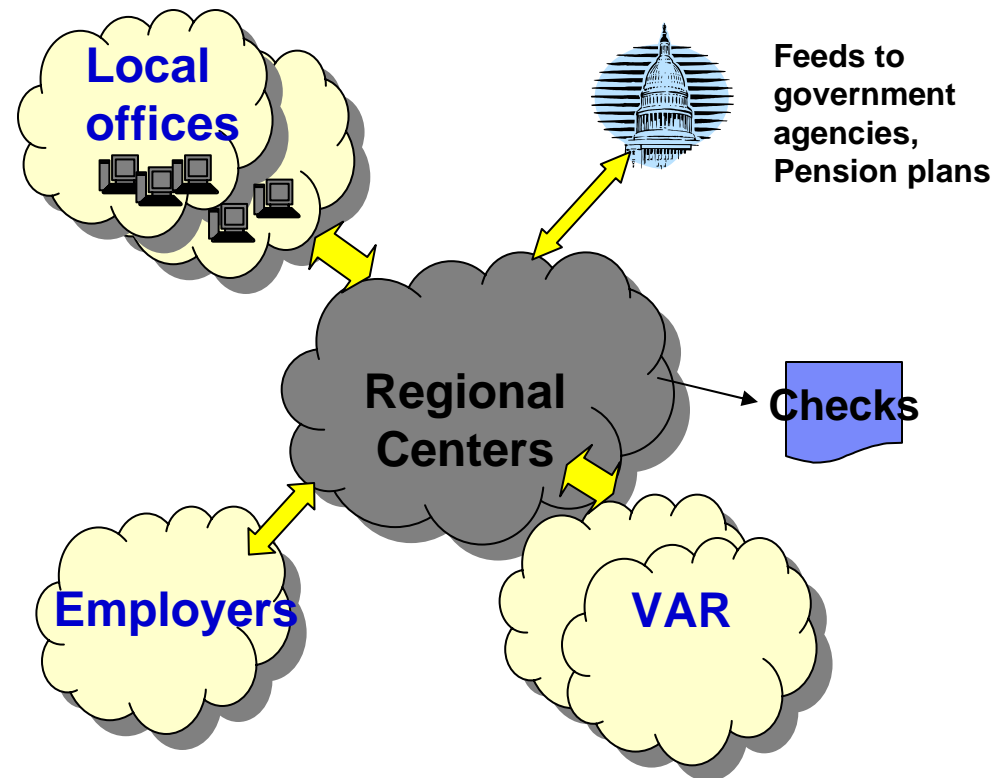 Local
offices
Feeds to
government
agencies,
Pension plans
Regional
Centers
Checks
Employers
VAR